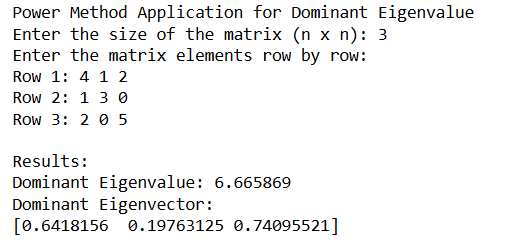 Power Method Application for Dominant Eigenvalue
Enter the size of the matrix (n x n): 3
Enter the matrix elements row by row:
Row 1: 4 1 2
Row 2: 1 3 0
Row 3: 2 0 5
Results:
Dominant Eigenvalue: 6.665869
Dominant Eigenvector:
[0.6418156  0.19763125 0.74095521]